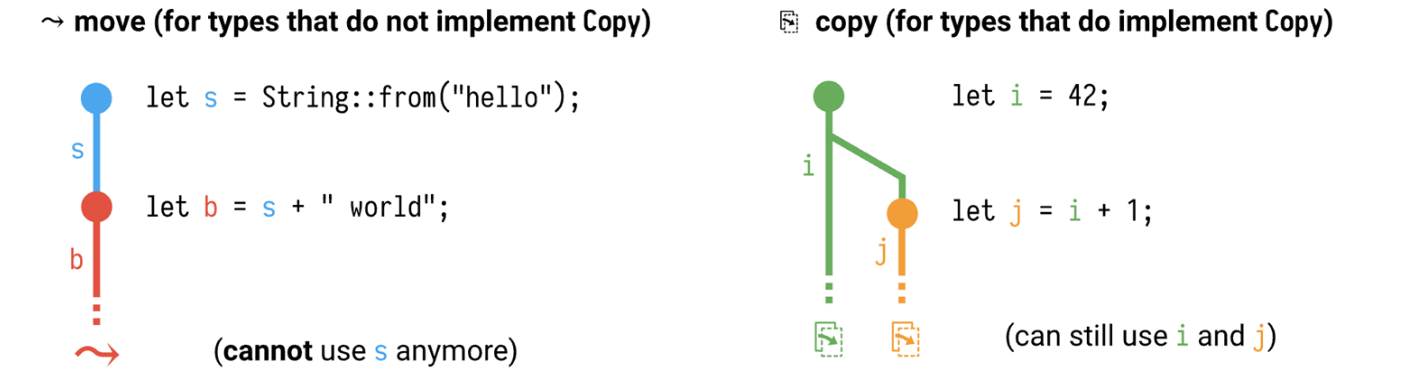 ⤳ move (for types that do not implement Copy)
let s = String::from("hello");
s
let b = s + " world";
b
(cannot use s anymore)
copy (for types that do implement Copy)
let i = 42;
i
let j = i + 1;
j
(can still use i and j)